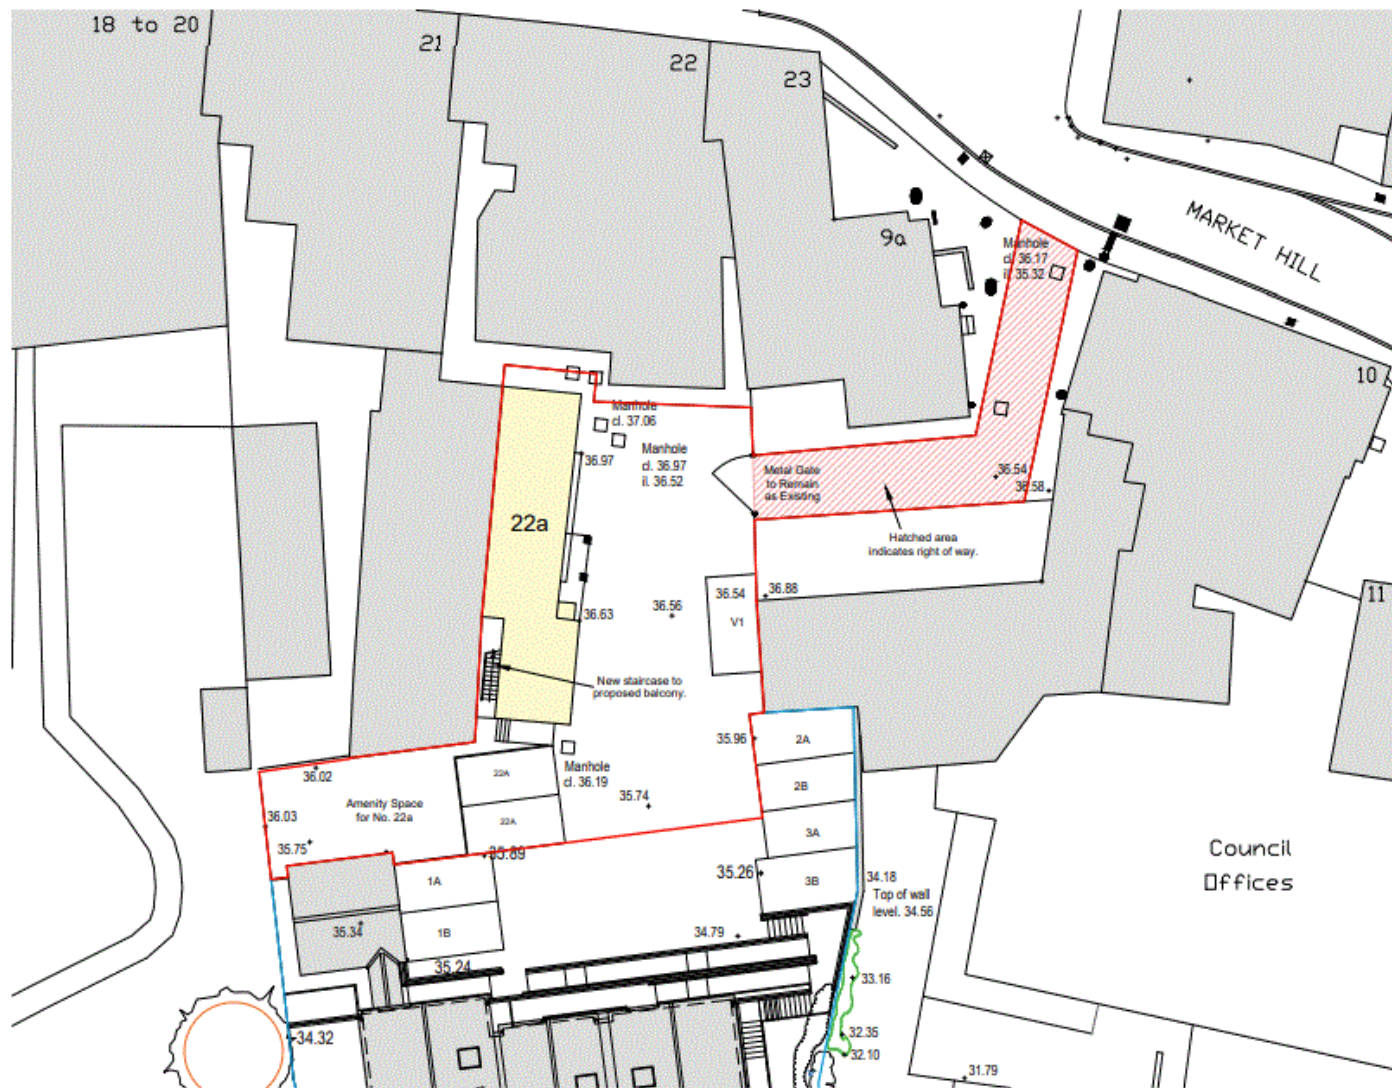 18 to 20
21
22
23
9a
MARKET HILL
Manhole
cl. 36.17
il. 35.32
10
11
Manhole
cl. 37.06
Manhole
cl. 36.97
il. 36.52
36.97
Metal Gate
to Remain
as Existing
36.54
36.58
Hatched area
indicates right of way.
22a
36.63
36.56
36.54
36.88
V1
New staircase to
proposed balcony.
35.96
2A
2B
3A
3B
Manhole
cl. 36.19
22A
22A
35.74
36.02
36.03
Amenity Space
for No. 22a
35.75
35.89
35.26
1A
1B
35.34
35.24
34.79
34.18
Top of wall
level. 34.56
Council
Offices
33.16
34.32
32.35
32.10
31.79